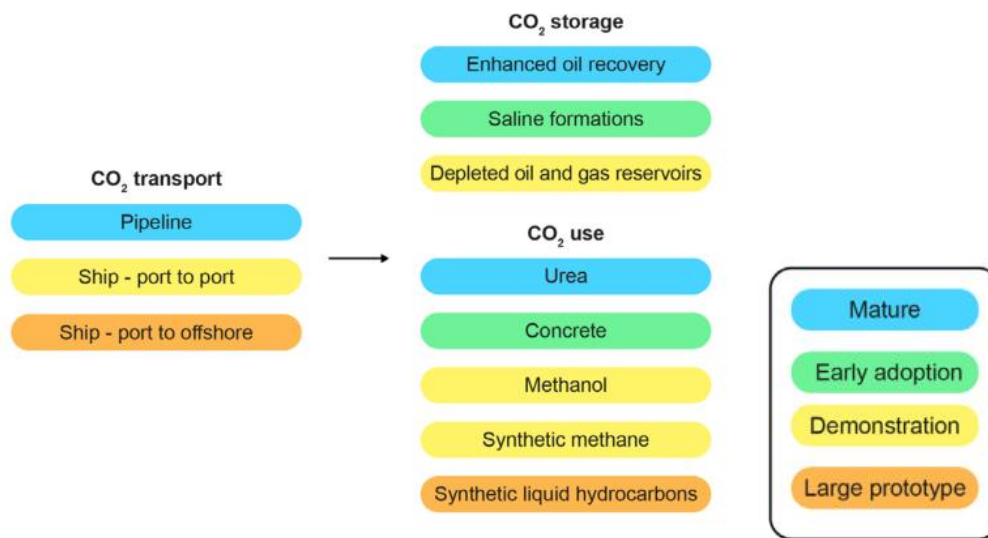 CO₂ transport
Pipeline
Ship - port to port
Ship - port to offshore
CO₂ storage
Enhanced oil recovery
Saline formations
Depleted oil and gas reservoirs
CO₂ use
Urea
Concrete
Methanol
Synthetic methane
Synthetic liquid hydrocarbons
Mature
Early adoption
Demonstration
Large prototype